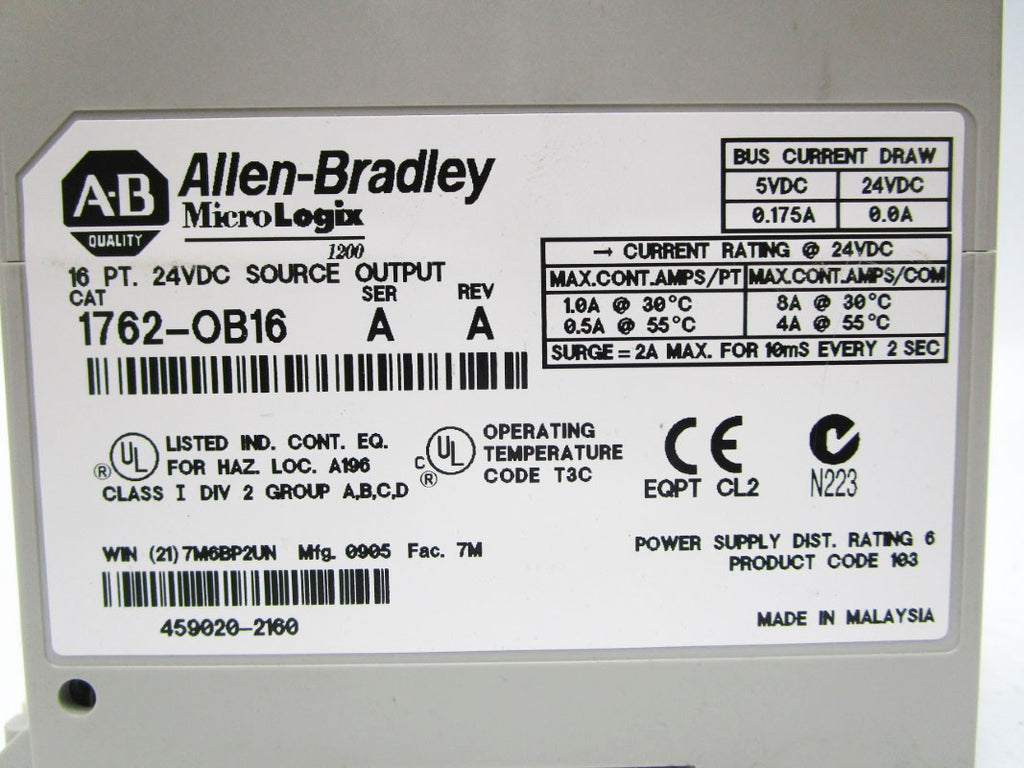 A·B
QUALITY
Allen-Bradley
MicroLogix
1200
16 PT. 24VDC SOURCE OUTPUT
CAT SER REV
1762-OB16 A A
BUS CURRENT DRAW
5VDC 24VDC
0.175A 0.0A
→ CURRENT RATING @ 24VDC
MAX.CONT.AMPS/PT MAX.CONT.AMPS/COM
1.0A @ 30°C 8A @ 30°C
0.5A @ 55°C 4A @ 55°C
SURGE = 2A MAX. FOR 10mS EVERY 2 SEC
UL ® LISTED IND. CONT. EQ.
FOR HAZ. LOC. A196
CLASS I DIV 2 GROUP A,B,C,D
C UL ® OPERATING
TEMPERATURE
CODE T3C
CE
EQPT CL2
N223
WIN (21) 7M6BP2UN Mfg. 0905 Fac. 7M
459020-2160
POWER SUPPLY DIST. RATING 6
PRODUCT CODE 103
MADE IN MALAYSIA